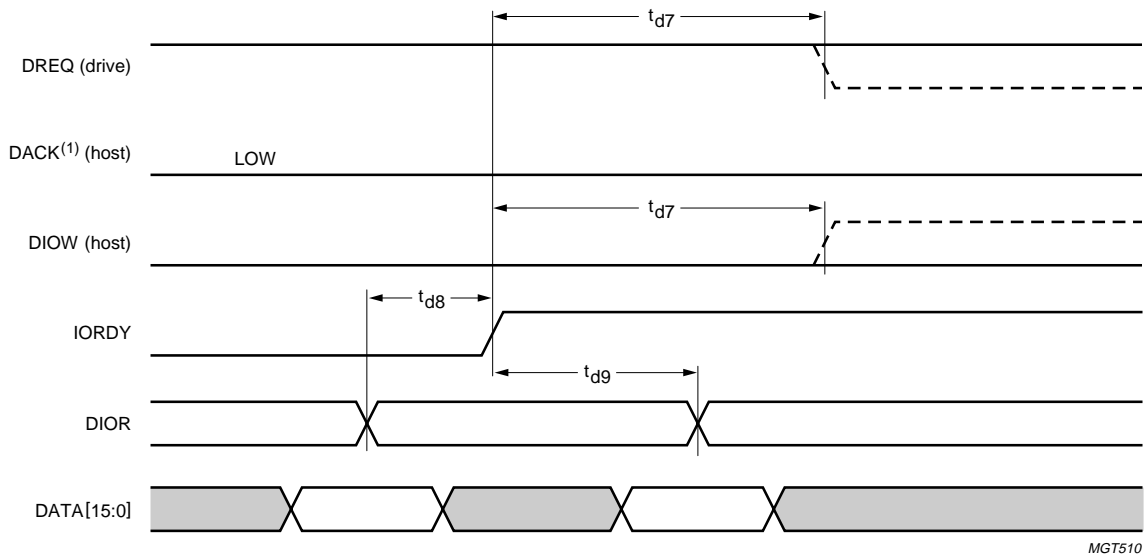 t_d7
DREQ (drive)
DACK(1) (host)
LOW
t_d7
DIOW (host)
t_d8
IORDY
t_d9
DIOR
DATA[15:0]
MGT510